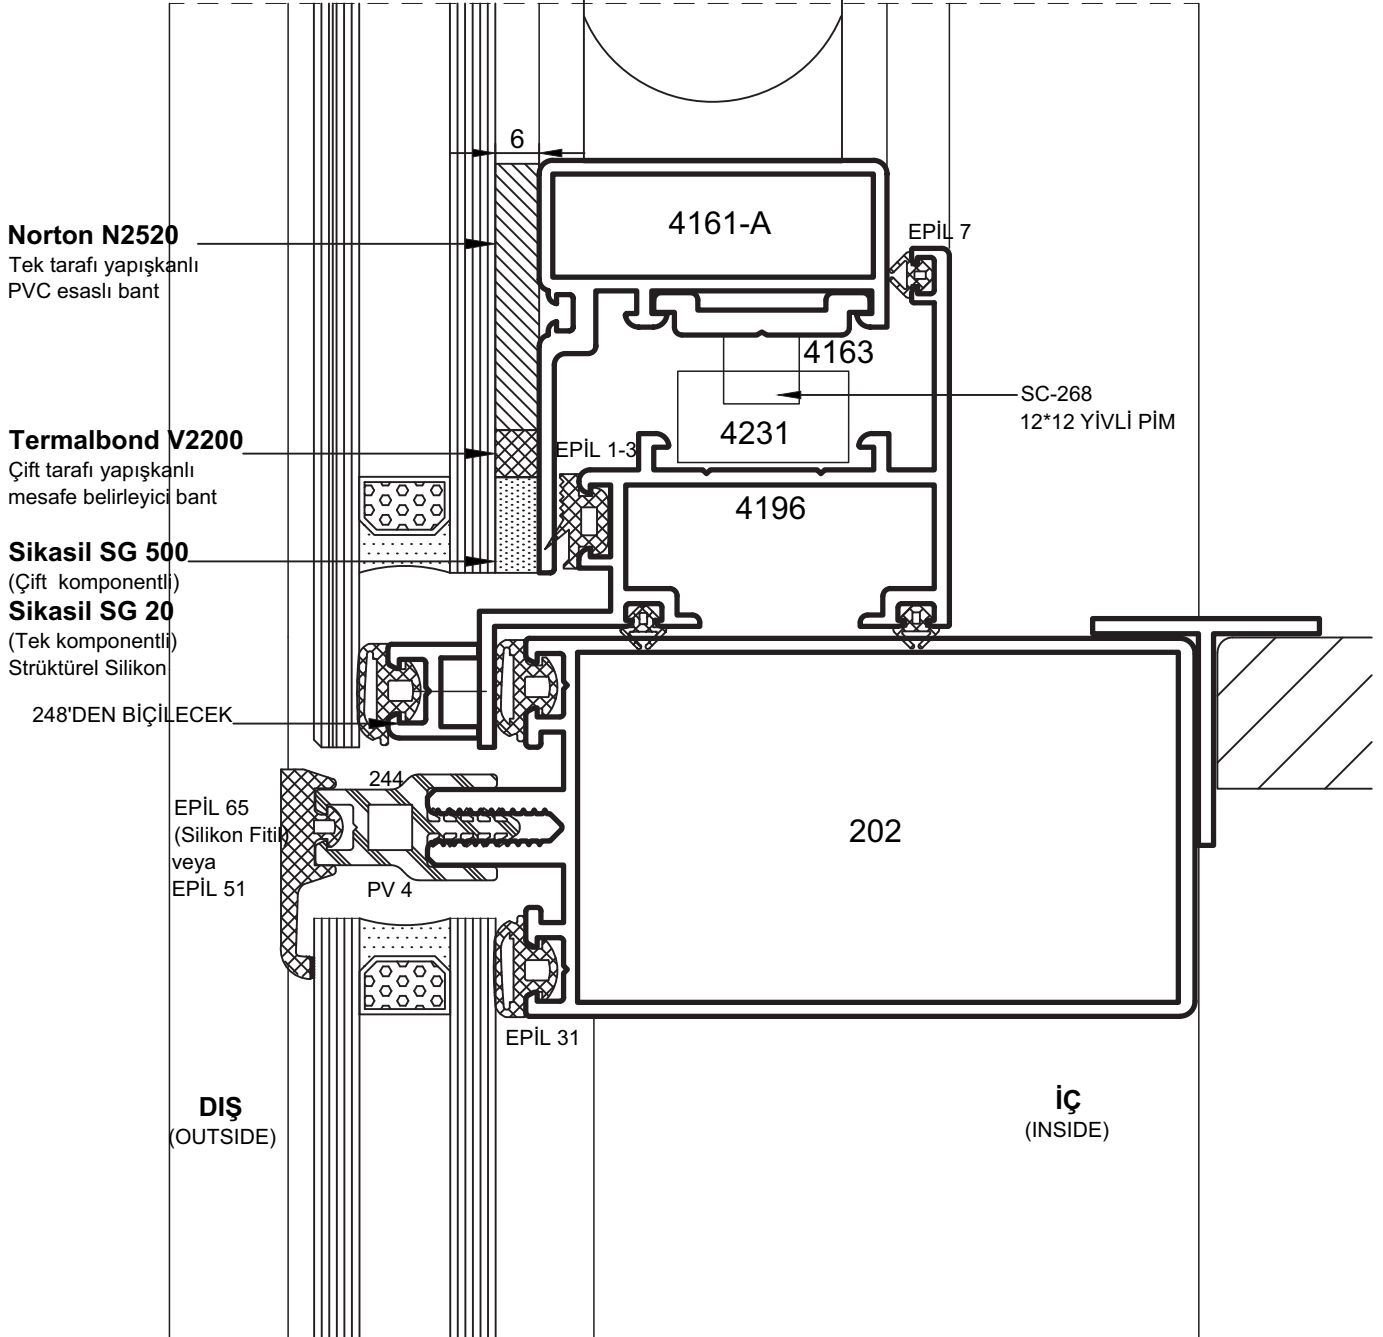 6
4161-A
Norton N2520
Tek tarafı yapışkanlı
PVC esaslı bant
EPİL 7
4163
SC-268
12*12 YİVLİ PİM
4231
Termalbond V2200
Çift tarafı yapışkanlı
mesafe belirleyici bant
EPİL 1-3
4196
Sikasil SG 500
(Çift komponentli)
Sikasil SG 20
(Tek komponentli)
Strüktürel Silikon
248'DEN BİÇİLECEK
244
EPİL 65
(Silikon Fitil)
veya
EPİL 51
PV 4
202
EPİL 31
DIŞ
(OUTSIDE)
İÇ
(INSIDE)